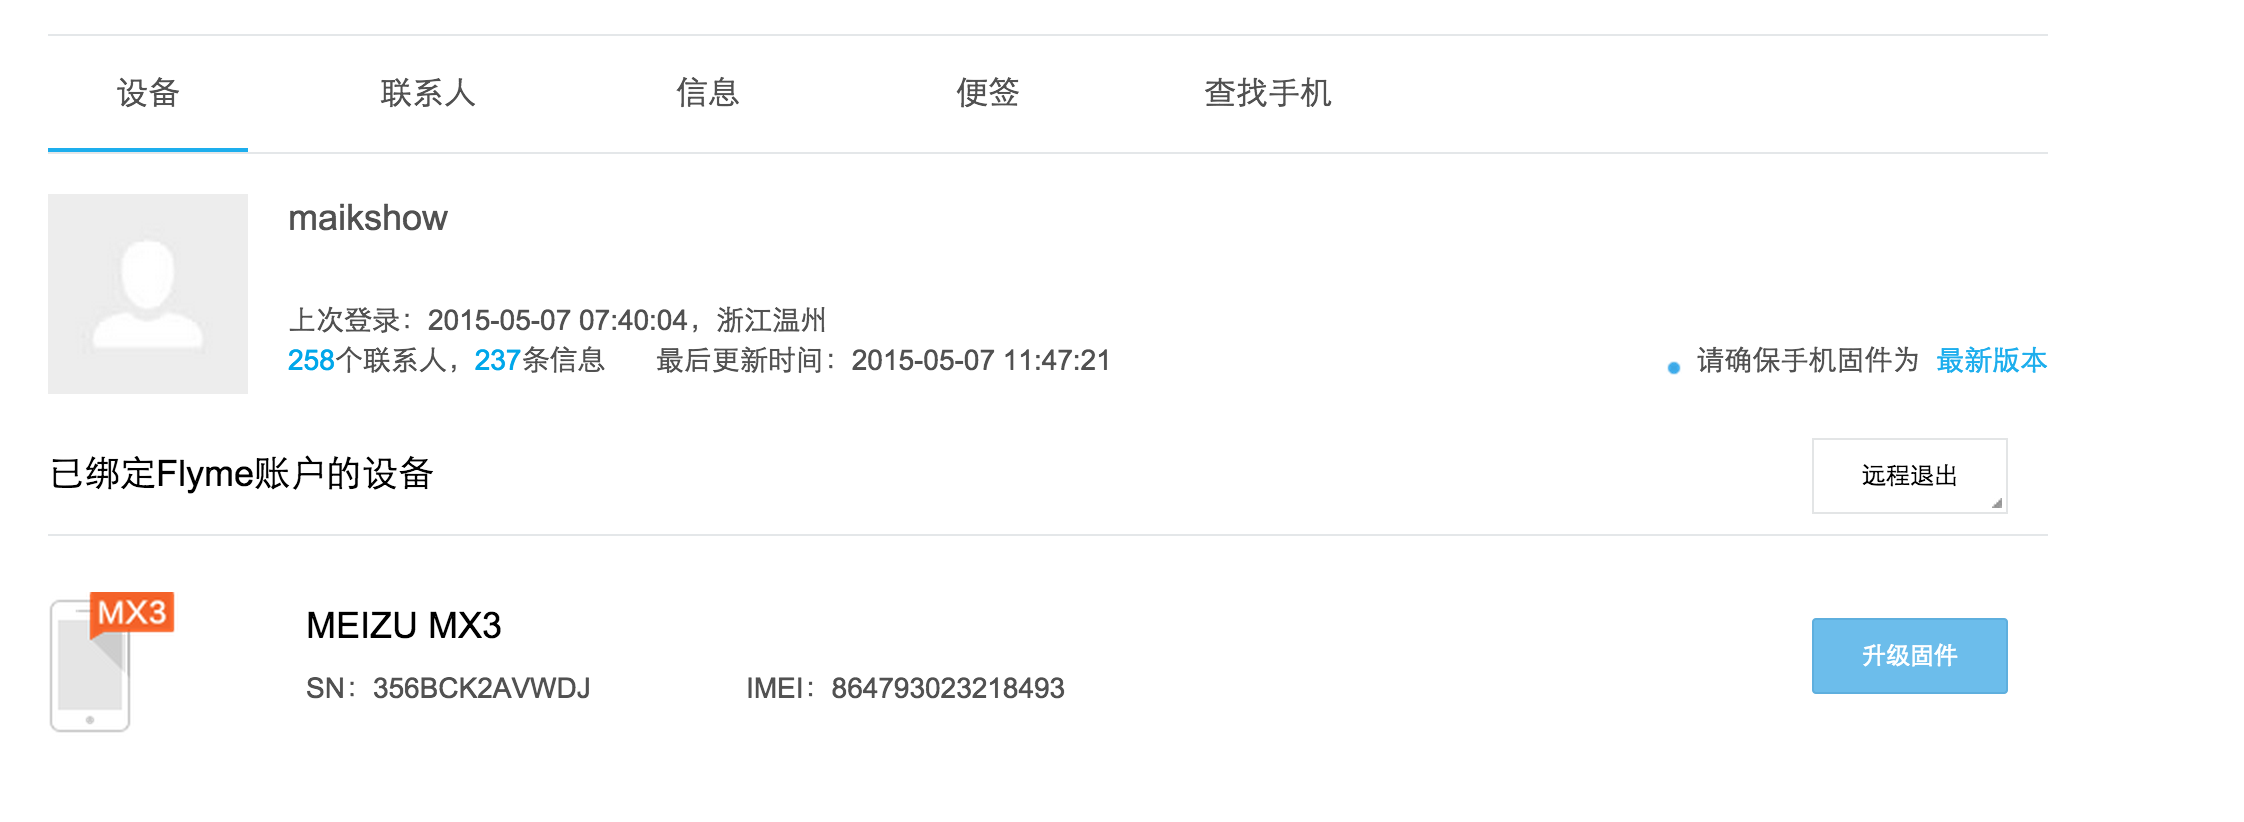 设备 联系人 信息 便签 查找手机
maikshow
上次登录：2015-05-07 07:40:04，浙江温州
258个联系人，237条信息 最后更新时间：2015-05-07 11:47:21 请确保手机固件为 最新版本
已绑定Flyme账户的设备 远程退出
MX3
MEIZU MX3
升级固件
SN：356BCK2AVWDJ IMEI：864793023218493